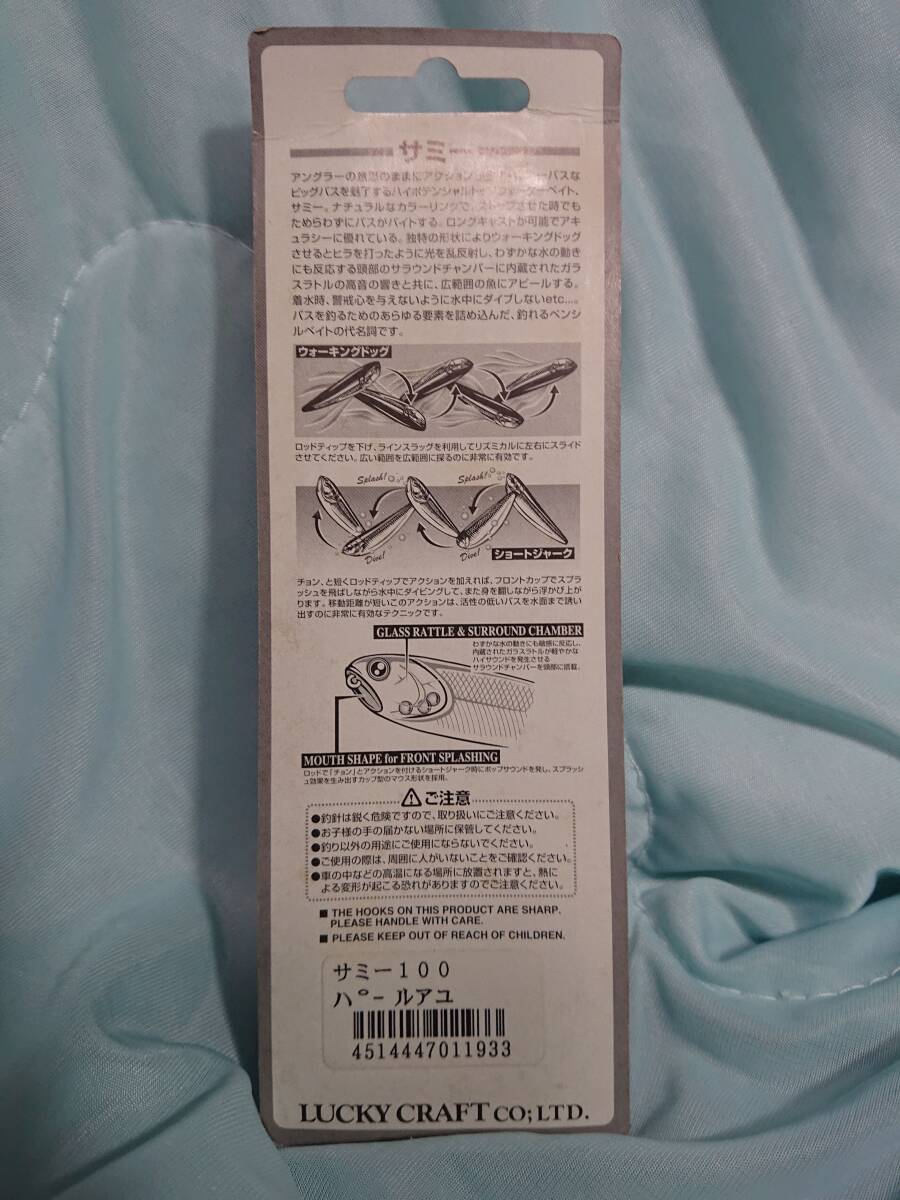 サミー
アングラーの意思のままにアクション
ビッグバスを魅了するハイポテンシャルトップウォーターベイト、
サミー。ナチュラルなカラーリングで、ストップさせた時でも
ためらわずにバスがバイトする。ロングキャストが可能でアキ
ュラシーに優れている。独特の形状によりウォーキングドッグ
させるとヒラを打ったように光を乱反射し、わずかな水の動き
にも反応する頭部のサラウンドチャンバーに内蔵されたガラ
スラトルの高音の響きと共に、広範囲の魚にアピールする。
着水時、警戒心を与えないように水中にダイブしないetc...。
バスを釣るためのあらゆる要素を詰め込んだ、釣れるペンシ
ルベイトの代名詞です。
ウォーキングドッグ
ロッドティップを下げ、ラインスラッグを利用してリズミカルに左右にスライド
させてください。広い範囲を広範囲に探るのに非常に有効です。
Splash! Splash!
Dive! Dive!
ショートジャーク
チョン、と短くロッドティップでアクションを加えれば、フロントカップでスプラ
ッシュを飛ばしながら水中にダイビングして、また身を翻しながら浮かび上が
ります。移動距離が短いこのアクションは、活性の低いバスを水面まで誘い
出すのに非常に有効なテクニックです。
GLASS RATTLE & SURROUND CHAMBER
わずかな水の動きにも敏感に反応し、
内蔵されたガラスラトルが軽やかな
ハイサウンドを発生させる
サラウンドチャンバーを頭部に搭載。
MOUTH SHAPE for FRONT SPLASHING
ロッドで「チョン」とアクションを付けるショートジャーク時にポップサウンドを発し、スプラッシ
ュ効果を生み出すカップ型のマウス形状を採用。
⚠ご注意
●釣針は鋭く危険ですので、取り扱いにご注意ください。
●お子様の手の届かない場所に保管してください。
●釣り以外の用途にご使用にならないでください。
●ご使用の際は、周囲に人がいないことをご確認ください。
●車の中などの高温になる場所に放置されますと、熱に
よる変形が起こる恐れがありますのでご注意ください。
■ THE HOOKS ON THIS PRODUCT ARE SHARP.
PLEASE HANDLE WITH CARE.
■ PLEASE KEEP OUT OF REACH OF CHILDREN.
サミー100
パールアユ
4514447011933
LUCKY CRAFT CO;LTD.